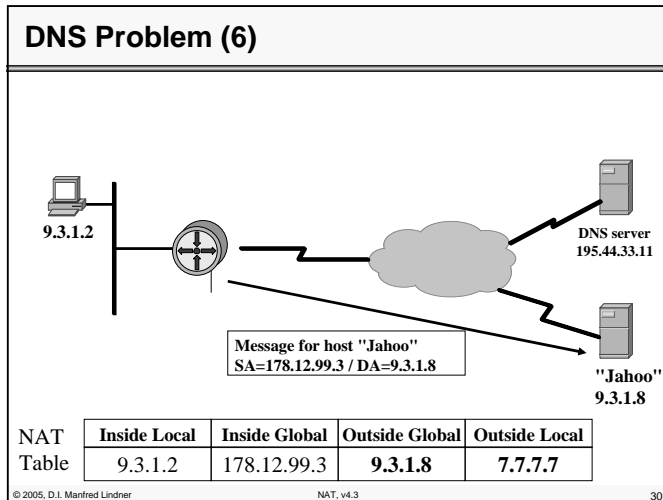 DNS Problem (6)
9.3.1.2
DNS server
195.44.33.11
Message for host "Jahoo"
SA=178.12.99.3 / DA=9.3.1.8
"Jahoo"
9.3.1.8
NAT Table
Inside Local Inside Global Outside Global Outside Local
9.3.1.2 178.12.99.3 9.3.1.8 7.7.7.7
© 2005, D.I. Manfred Lindner NAT, v4.3 30